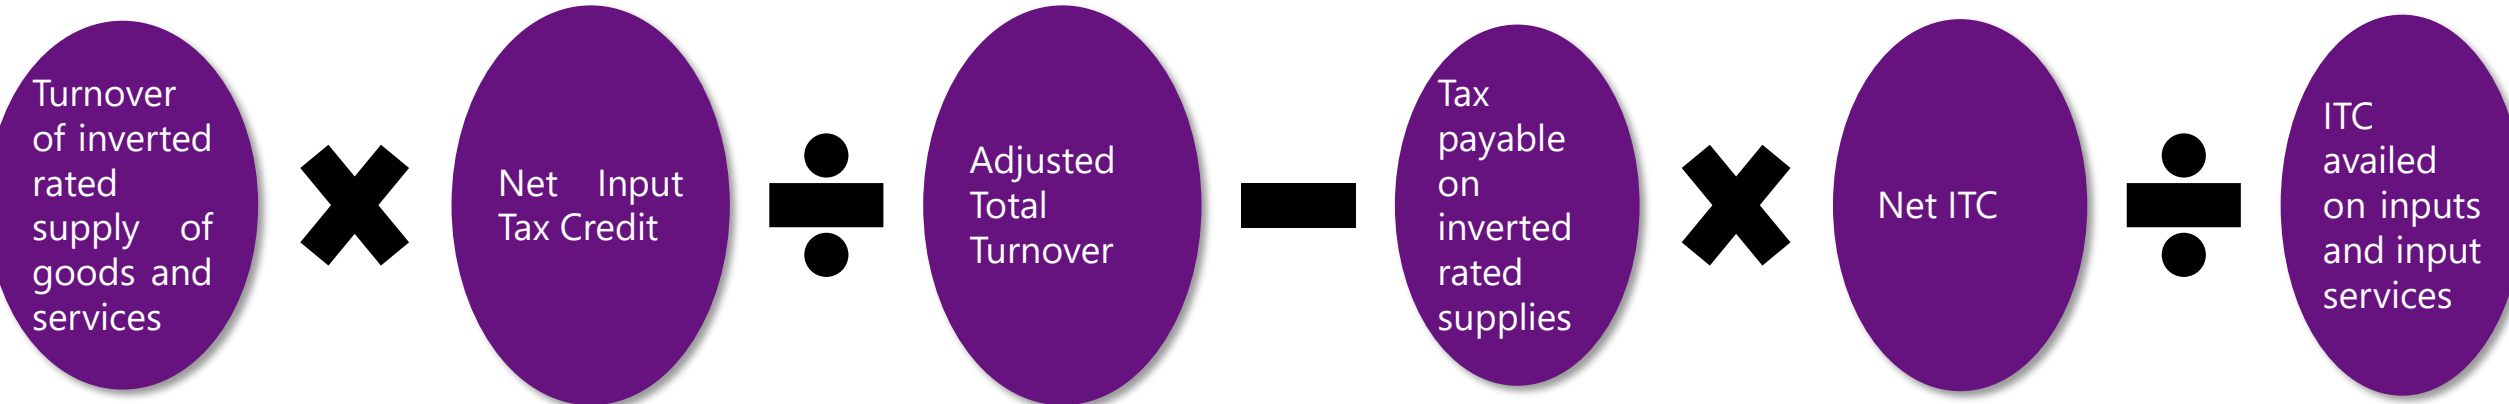 Turnover
of inverted
rated
supply of
goods and
services
Net Input
Tax Credit
Adjusted
Total
Turnover
Tax
payable
on
inverted
rated
supplies
Net ITC
ITC
availed
on inputs
and input
services